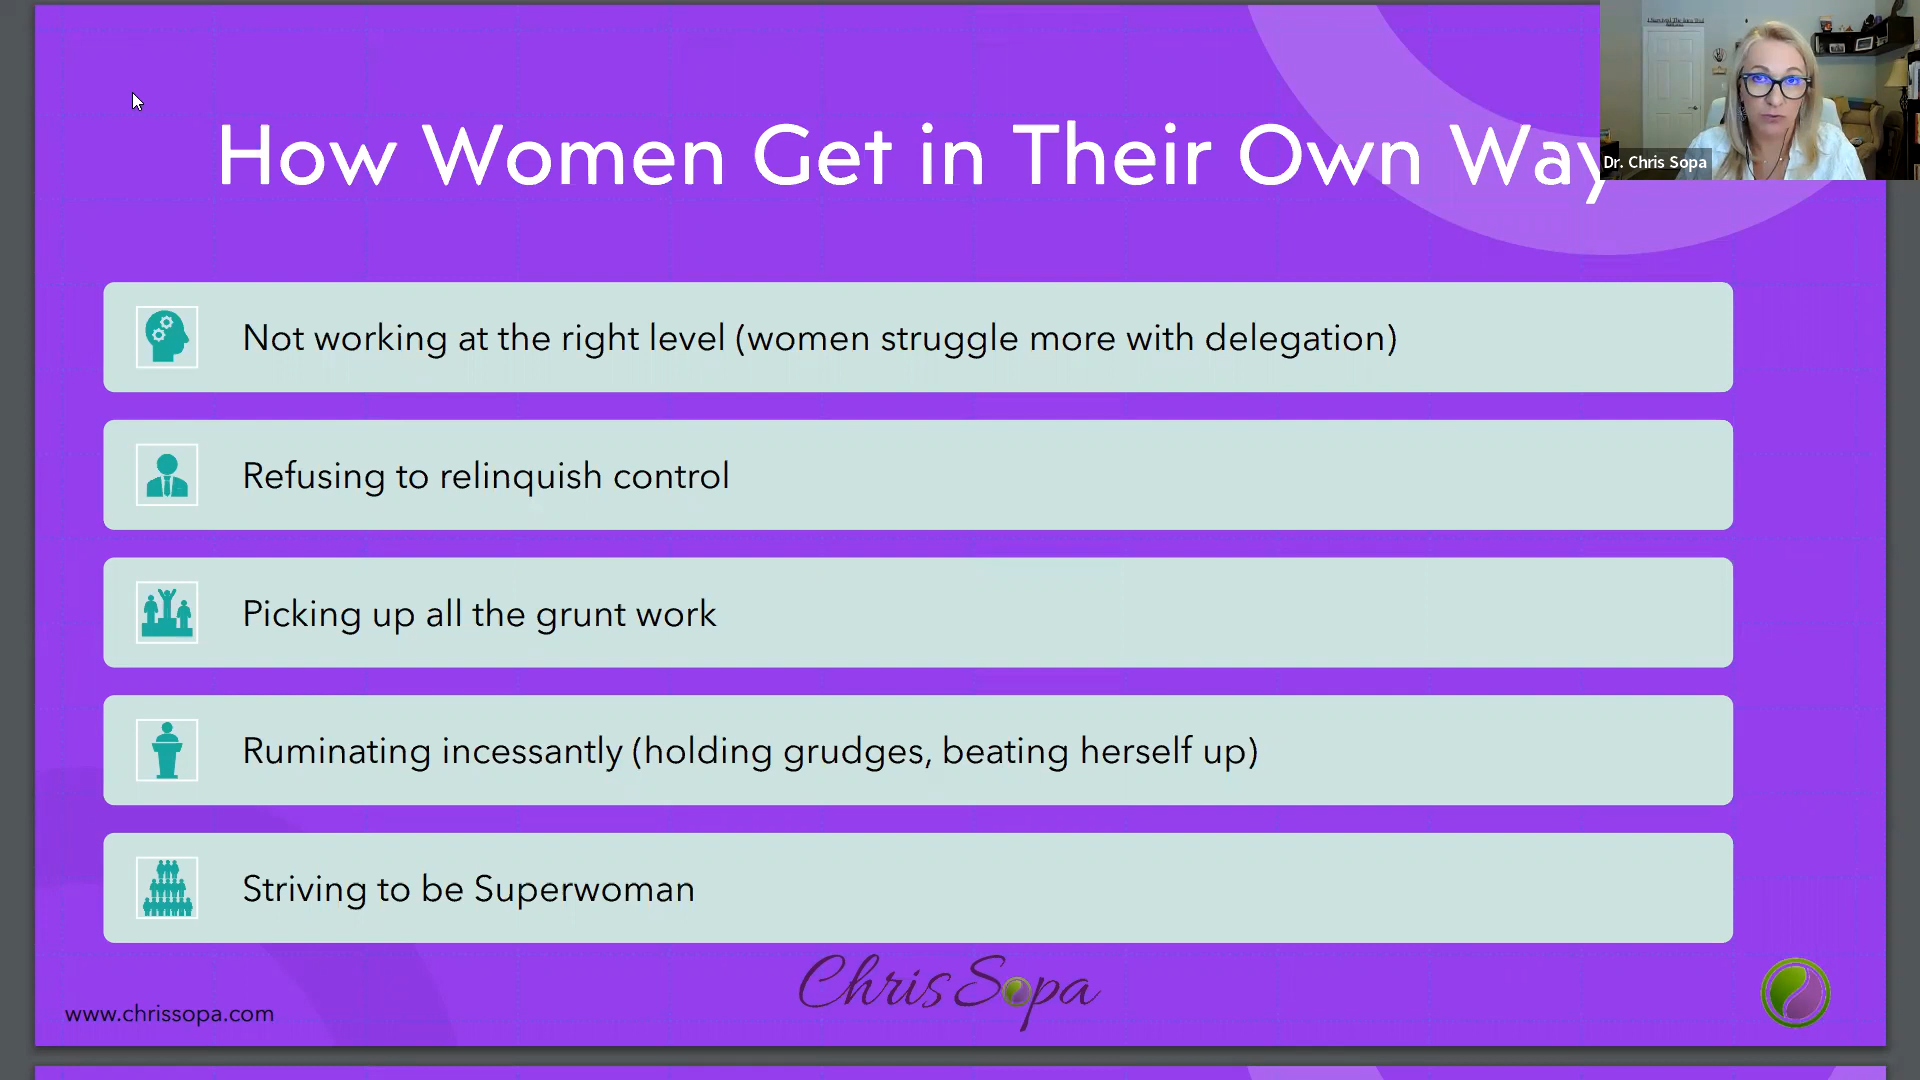 How Women Get in Their Own Way
Dr. Chris Sopa
Not working at the right level (women struggle more with delegation)
Refusing to relinquish control
Picking up all the grunt work
Ruminating incessantly (holding grudges, beating herself up)
Striving to be Superwoman
Chris Sopa
www.chrissopa.com